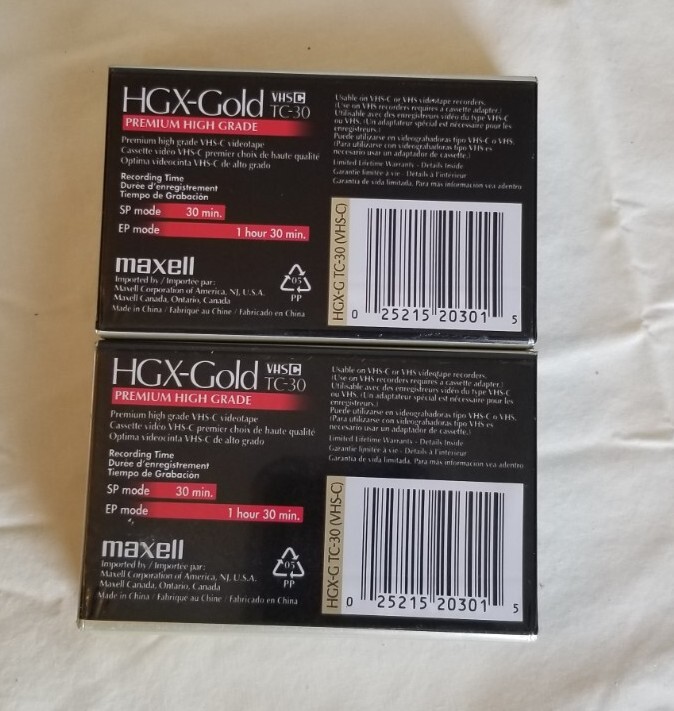 HGX-Gold VHSC TC-30
PREMIUM HIGH GRADE
Premium high grade VHS-C videotape
Cassette vidéo VHS-C premier choix de haute qualité
Optima videocinta VHS-C de alto grado
Recording Time
Durée d'enregistrement
Tiempo de Grabación
SP mode 30 min.
EP mode 1 hour 30 min.
maxell
Imported by / Importée par:
Maxell Corporation of America, NJ, U.S.A.
Maxell Canada, Ontario, Canada
Made in China / Fabriqué au Chine / Fabricado en China
05
PP
Usable on VHS-C or VHS videotape recorders.
(Use on VHS recorders requires a cassette adapter.)
Utilisable avec des enregistreurs vidéo du type VHS-C
ou VHS. (Un adaptateur spécial est nécessaire pour les
enregistreurs.)
Puede utilizarse en videograbadoras tipo VHS-C o VHS.
(Para utilizarse con videograbadoras tipo VHS es
necesario usar un adaptador de cassette.)
Limited Lifetime Warranty - Details Inside
Garantie limitée à vie - Détails à l'intérieur
Garantía de vida limitada. Para más información vea adentro
HGX-G TC-30 (VHS-C)
0 25215 20301 5
HGX-Gold VHSC TC-30
PREMIUM HIGH GRADE
Premium high grade VHS-C videotape
Cassette vidéo VHS-C premier choix de haute qualité
Optima videocinta VHS-C de alto grado
Recording Time
Durée d'enregistrement
Tiempo de Grabación
SP mode 30 min.
EP mode 1 hour 30 min.
maxell
Imported by / Importée par:
Maxell Corporation of America, NJ, U.S.A.
Maxell Canada, Ontario, Canada
Made in China / Fabriqué au Chine / Fabricado en China
05
PP
Usable on VHS-C or VHS videotape recorders.
(Use on VHS recorders requires a cassette adapter.)
Utilisable avec des enregistreurs vidéo du type VHS-C
ou VHS. (Un adaptateur spécial est nécessaire pour les
enregistreurs.)
Puede utilizarse en videograbadoras tipo VHS-C o VHS.
(Para utilizarse con videograbadoras tipo VHS es
necesario usar un adaptador de cassette.)
Limited Lifetime Warranty - Details Inside
Garantie limitée à vie - Détails à l'intérieur
Garantía de vida limitada. Para más información vea adentro
HGX-G TC-30 (VHS-C)
0 25215 20301 5